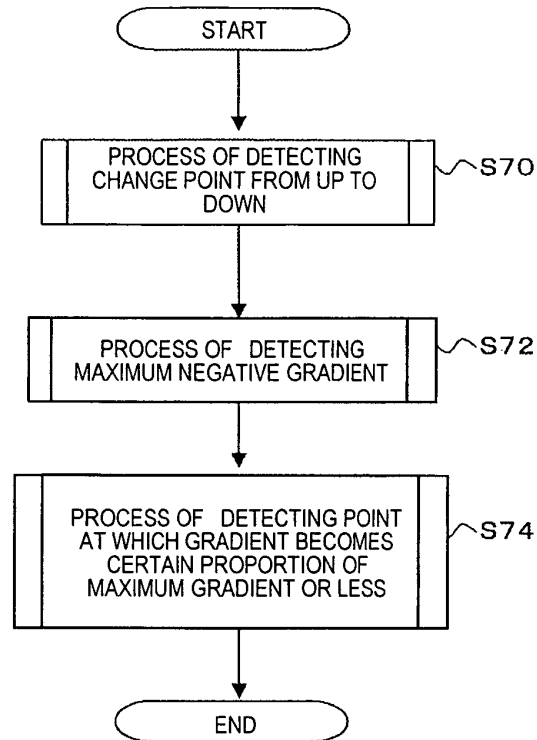 START
PROCESS OF DETECTING
CHANGE POINT FROM UP TO
DOWN
S70
PROCESS OF DETECTING
MAXIMUM NEGATIVE GRADIENT
S72
PROCESS OF DETECTING POINT
AT WHICH GRADIENT BECOMES
CERTAIN PROPORTION OF
MAXIMUM GRADIENT OR LESS
S74
END